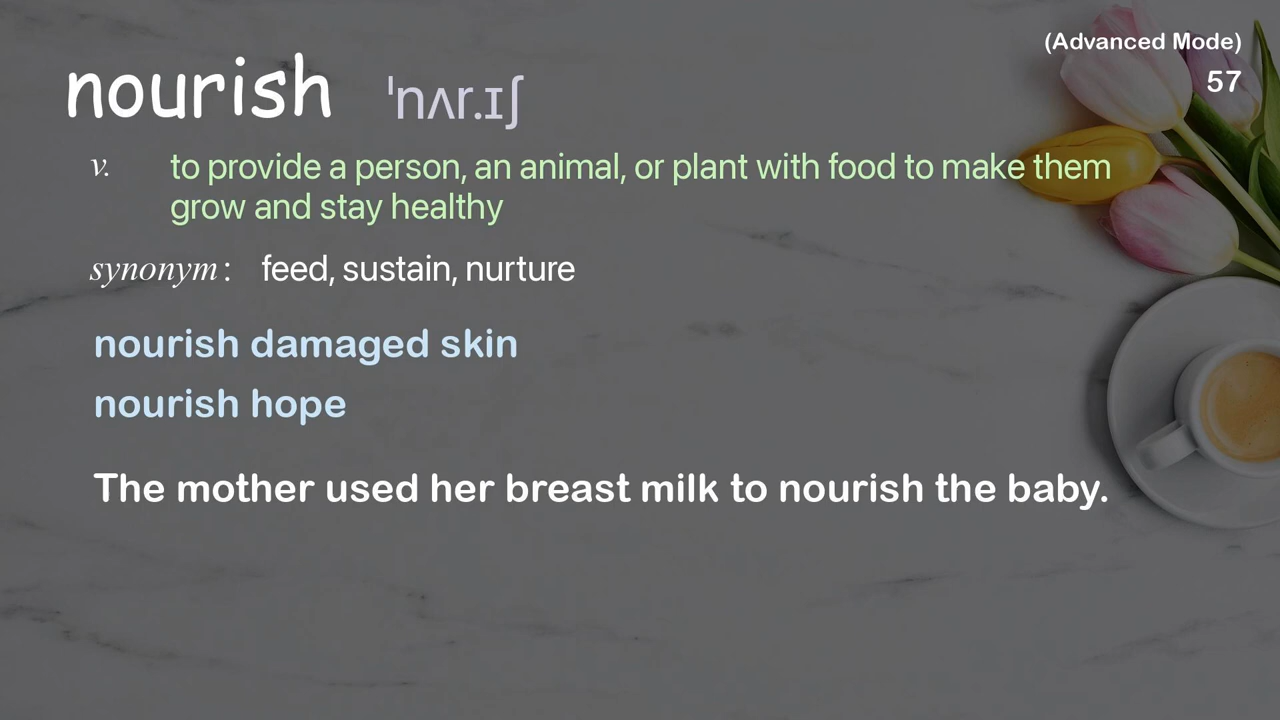 (Advanced Mode)
57
nourish ˈnʌr.ɪʃ
v. to provide a person, an animal, or plant with food to make them
grow and stay healthy
synonym: feed, sustain, nurture
nourish damaged skin
nourish hope
The mother used her breast milk to nourish the baby.